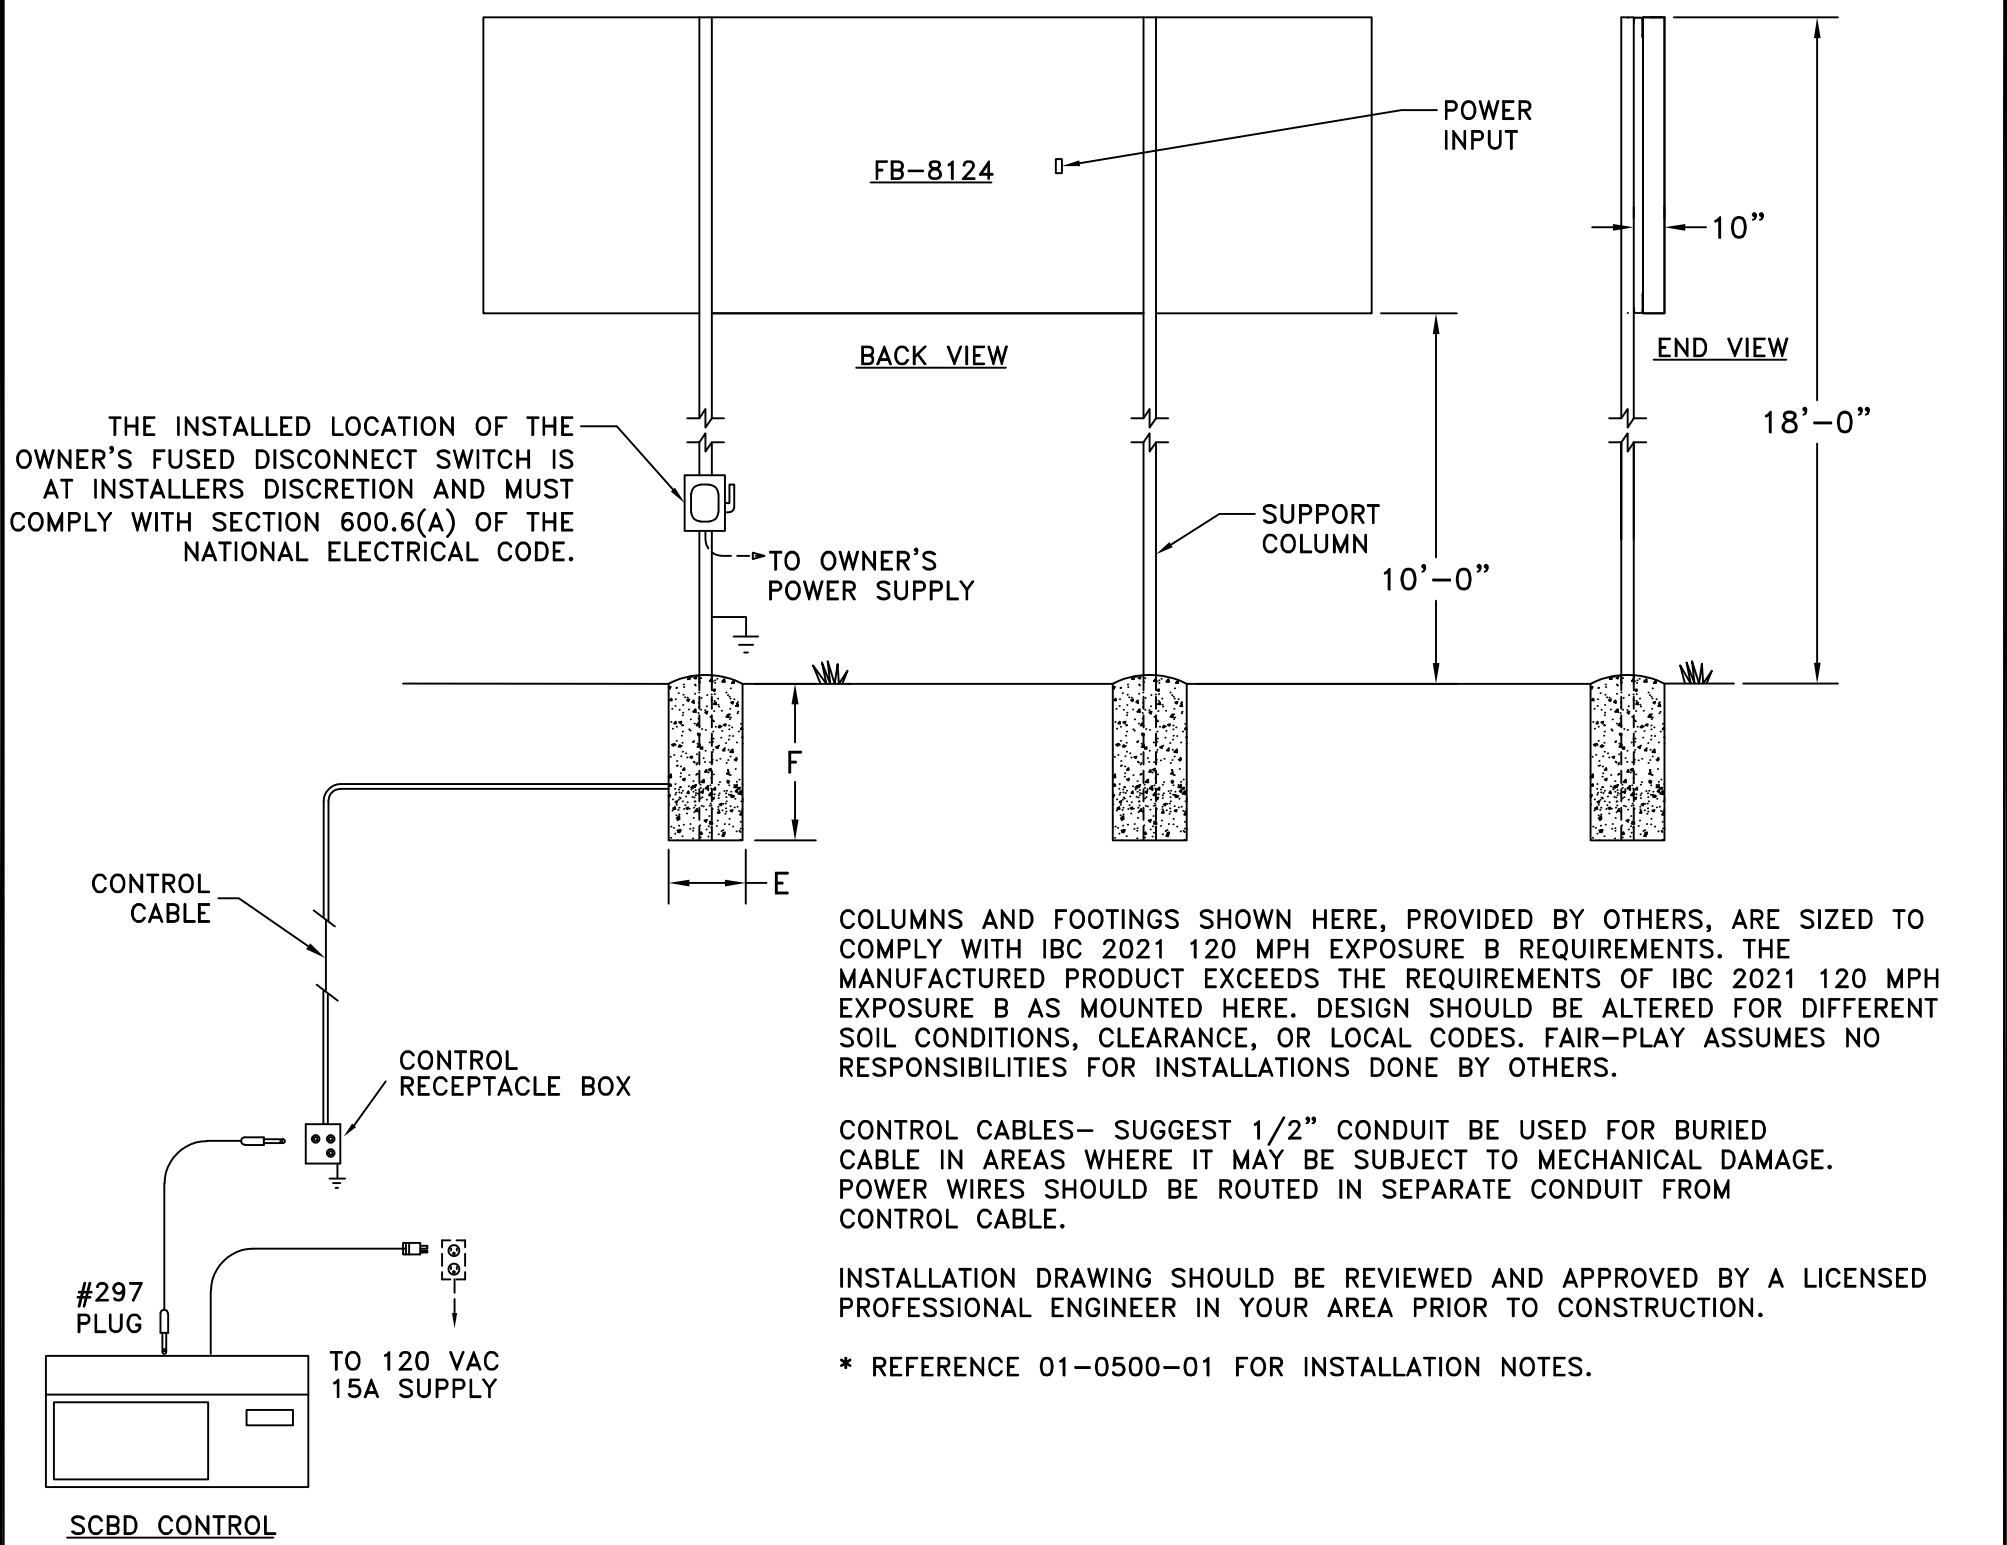 POWER
INPUT
FB-8124
10"
BACK VIEW
END VIEW
18'-0"
THE INSTALLED LOCATION OF THE
OWNER'S FUSED DISCONNECT SWITCH IS
AT INSTALLERS DISCRETION AND MUST
COMPLY WITH SECTION 600.6(A) OF THE
NATIONAL ELECTRICAL CODE.
SUPPORT
COLUMN
TO OWNER'S
POWER SUPPLY
10'-0"
F
E
CONTROL
CABLE
COLUMNS AND FOOTINGS SHOWN HERE, PROVIDED BY OTHERS, ARE SIZED TO
COMPLY WITH IBC 2021 120 MPH EXPOSURE B REQUIREMENTS. THE
MANUFACTURED PRODUCT EXCEEDS THE REQUIREMENTS OF IBC 2021 120 MPH
EXPOSURE B AS MOUNTED HERE. DESIGN SHOULD BE ALTERED FOR DIFFERENT
SOIL CONDITIONS, CLEARANCE, OR LOCAL CODES. FAIR-PLAY ASSUMES NO
RESPONSIBILITIES FOR INSTALLATIONS DONE BY OTHERS.
CONTROL
RECEPTACLE BOX
CONTROL CABLES- SUGGEST 1/2" CONDUIT BE USED FOR BURIED
CABLE IN AREAS WHERE IT MAY BE SUBJECT TO MECHANICAL DAMAGE.
POWER WIRES SHOULD BE ROUTED IN SEPARATE CONDUIT FROM
CONTROL CABLE.
INSTALLATION DRAWING SHOULD BE REVIEWED AND APPROVED BY A LICENSED
PROFESSIONAL ENGINEER IN YOUR AREA PRIOR TO CONSTRUCTION.
* REFERENCE 01-0500-01 FOR INSTALLATION NOTES.
#297
PLUG
TO 120 VAC
15A SUPPLY
SCBD CONTROL